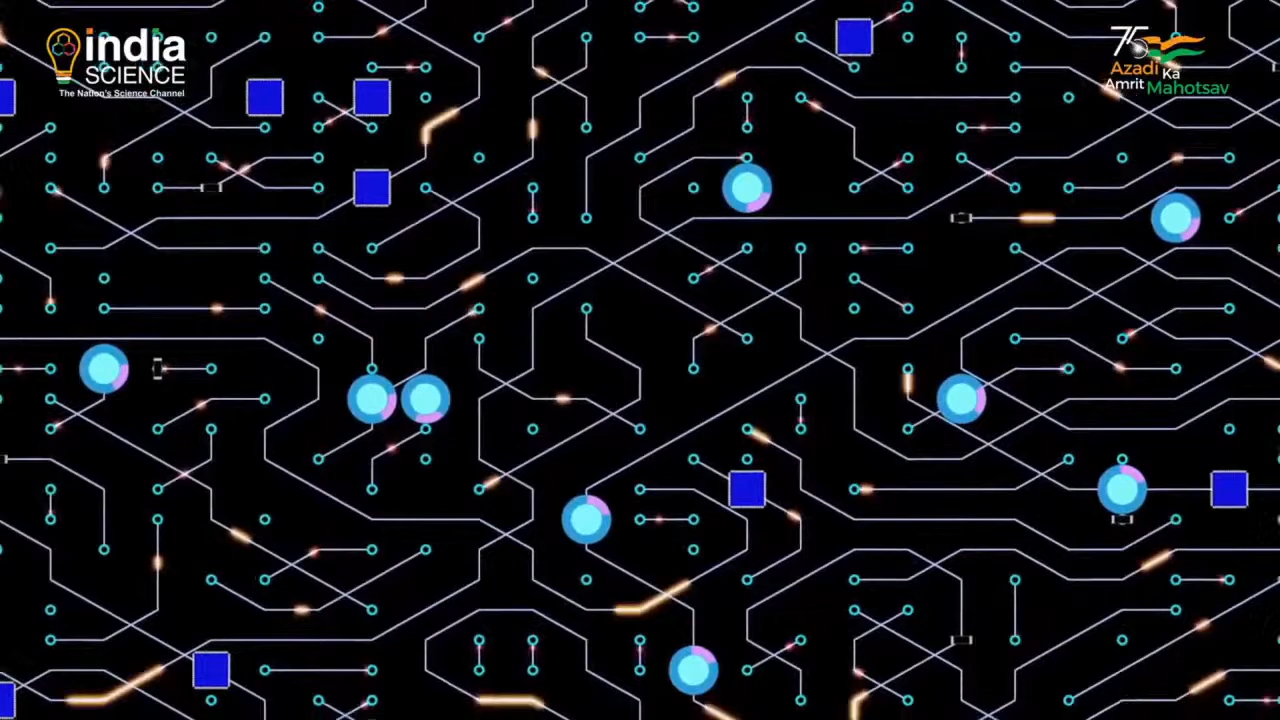 india
SCIENCE
The Nation's Science Channel
75
Azadi Ka
Amrit Mahotsav